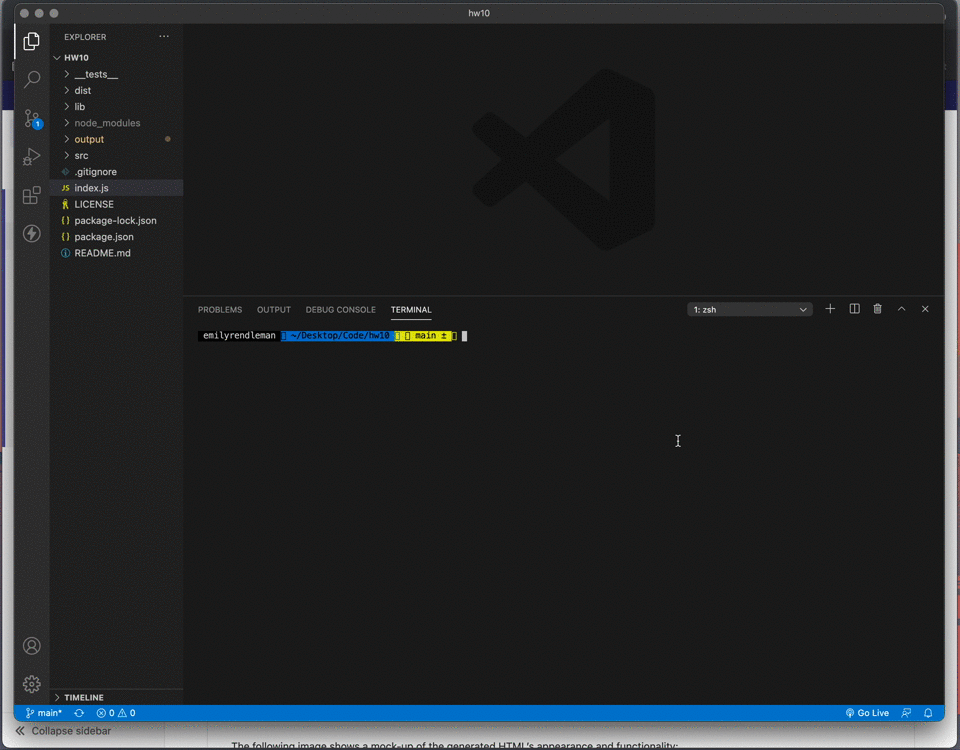 hw10
EXPLORER
HW10
__tests__
dist
lib
node_modules
output
src
.gitignore
JS index.js
LICENSE
{} package-lock.json
{} package.json
README.md
TIMELINE
PROBLEMS OUTPUT DEBUG CONSOLE TERMINAL 1: zsh
emilyrendleman ~/Desktop/Code/hw10 main ±
1
main* 0 0 Go Live
Collapse sidebar
The following image shows a mock-up of the generated HTML's appearance and functionality: